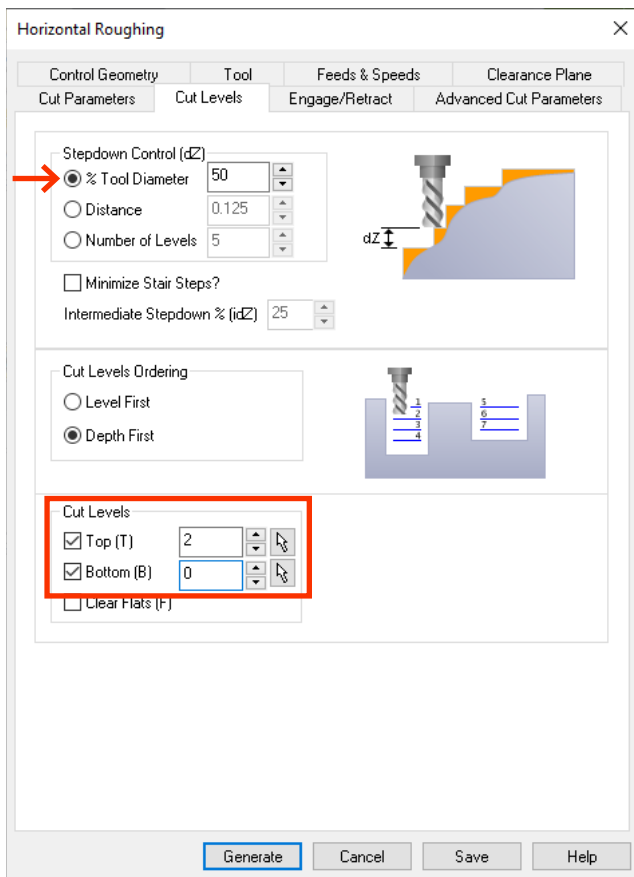 Horizontal Roughing
Control Geometry Tool Feeds & Speeds Clearance Plane
Cut Parameters Cut Levels Engage/Retract Advanced Cut Parameters
Stepdown Control (dZ)
% Tool Diameter 50
Distance 0.125
Number of Levels 5
dZ
Minimize Stair Steps?
Intermediate Stepdown % (idZ) 25
Cut Levels Ordering
Level First
Depth First
1 5
2 6
3 7
4
Cut Levels
Top (T) 2
Bottom (B) 0
Clear Flats (F)
Generate Cancel Save Help